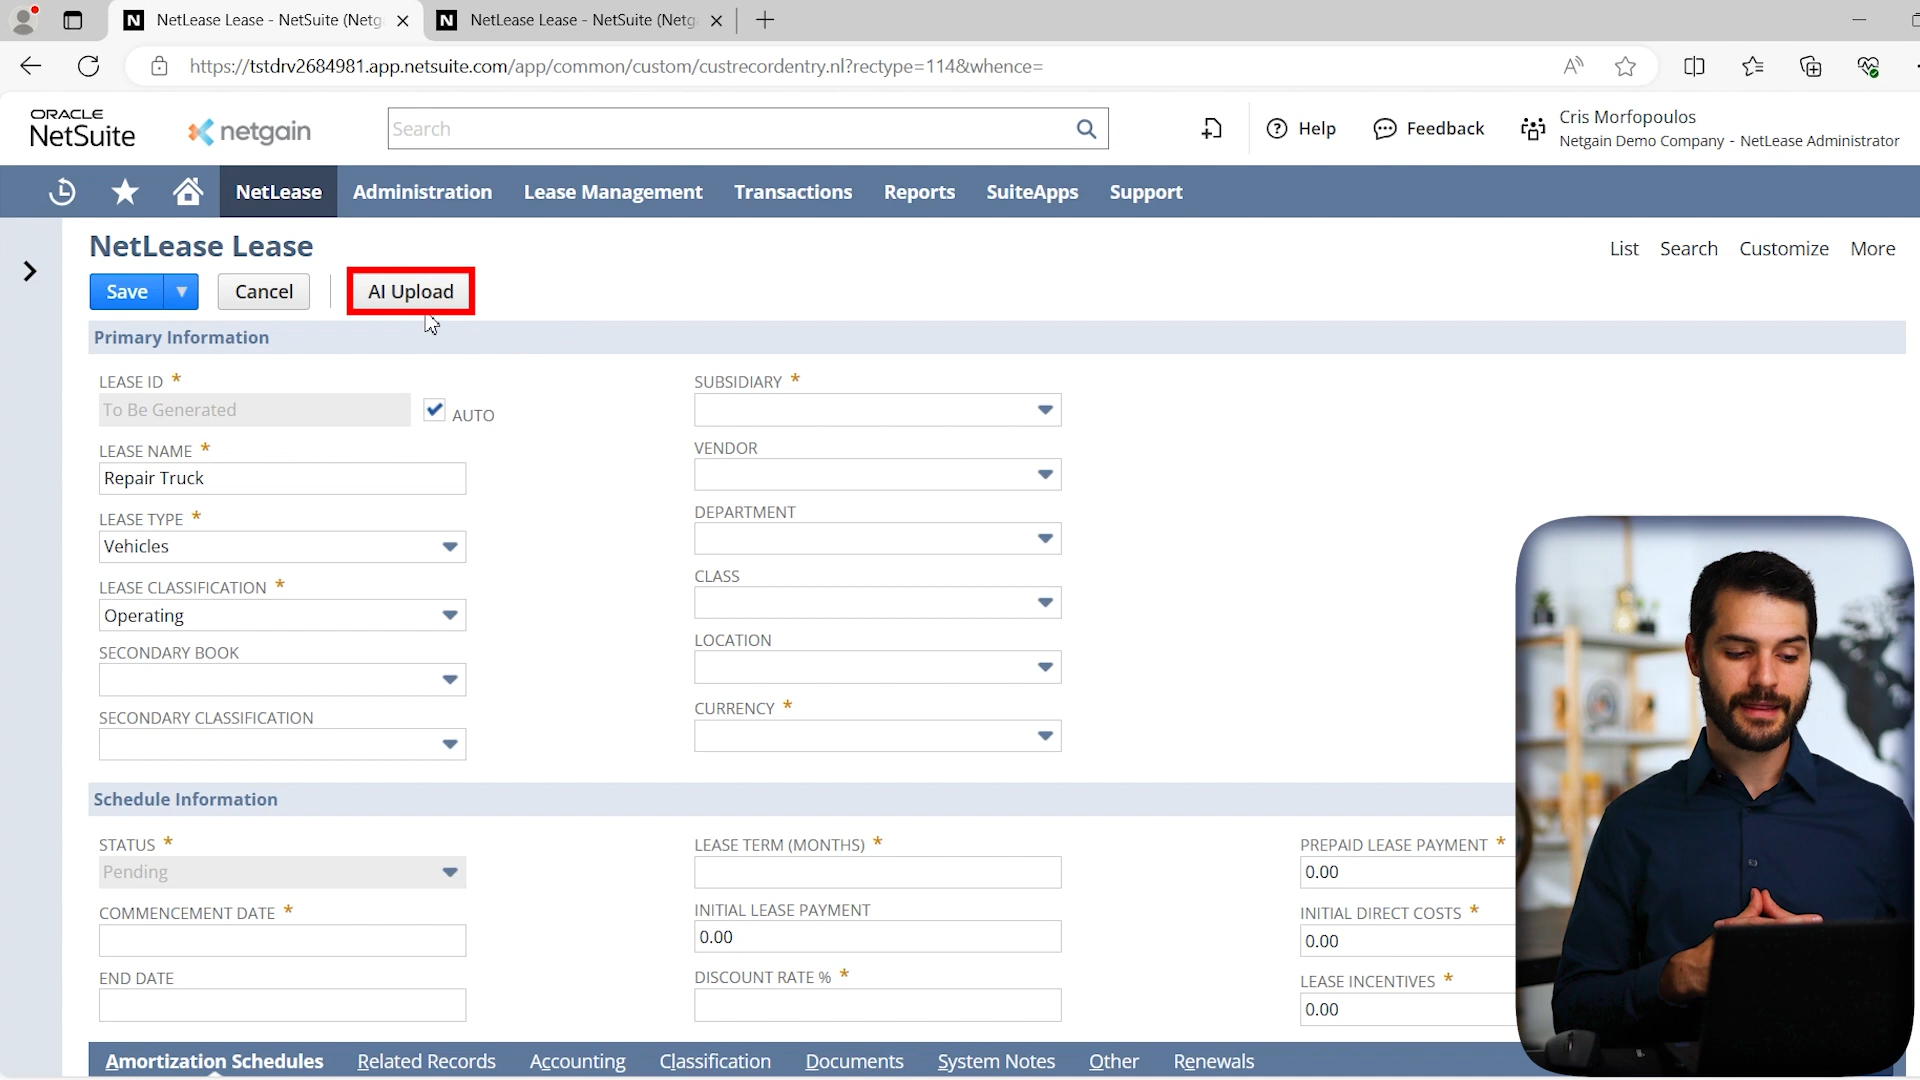 NetLease Lease - NetSuite (Netg
NetLease Lease - NetSuite (Netg
https://tstdrv2684981.app.netsuite.com/app/common/custom/custrecordentry.nl?rectype=114&whence=
ORACLE
NetSuite
netgain
Search
Help
Feedback
Cris Morfopoulos
Netgain Demo Company - NetLease Administrator
NetLease
Administration
Lease Management
Transactions
Reports
SuiteApps
Support
NetLease Lease
List
Search
Customize
More
Save
Cancel
AI Upload
Primary Information
LEASE ID *
To Be Generated
AUTO
LEASE NAME *
Repair Truck
LEASE TYPE *
Vehicles
LEASE CLASSIFICATION *
Operating
SECONDARY BOOK
SECONDARY CLASSIFICATION
SUBSIDIARY *
VENDOR
DEPARTMENT
CLASS
LOCATION
CURRENCY *
Schedule Information
STATUS *
Pending
COMMENCEMENT DATE *
END DATE
LEASE TERM (MONTHS) *
INITIAL LEASE PAYMENT
0.00
DISCOUNT RATE % *
PREPAID LEASE PAYMENT *
0.00
INITIAL DIRECT COSTS *
0.00
LEASE INCENTIVES *
0.00
Amortization Schedules
Related Records
Accounting
Classification
Documents
System Notes
Other
Renewals